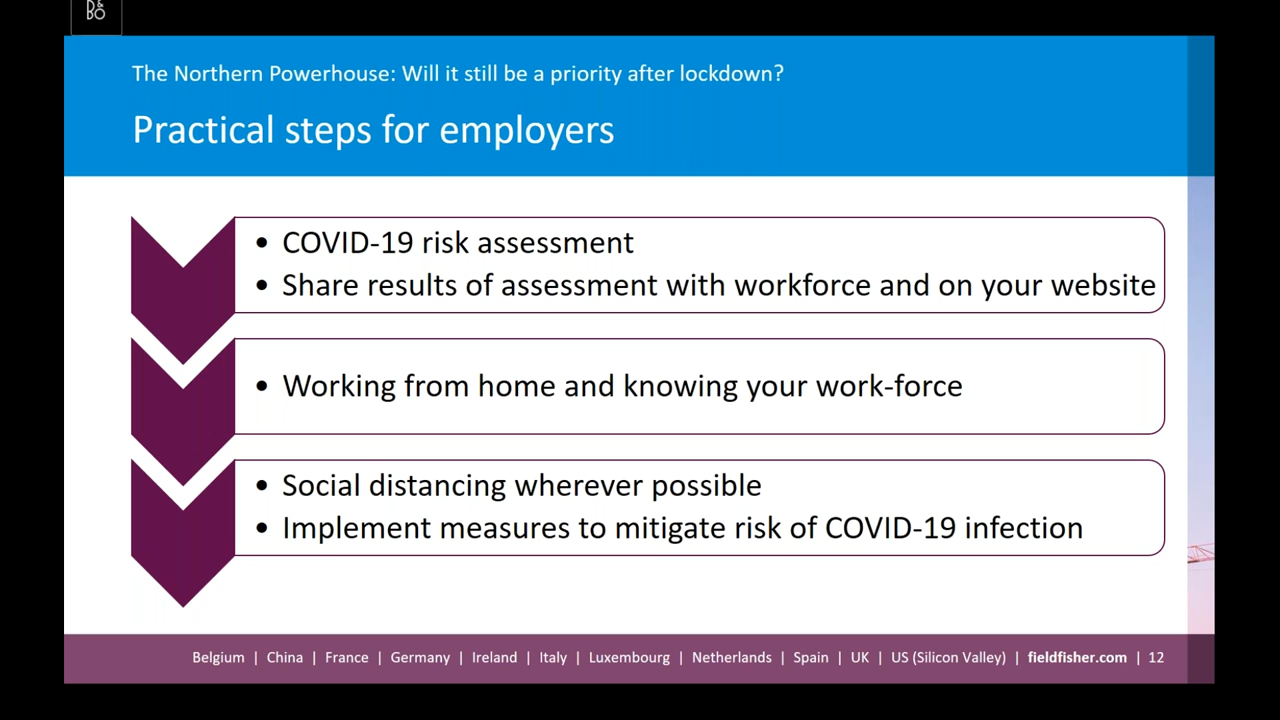 B&
BO
The Northern Powerhouse: Will it still be a priority after lockdown?
Practical steps for employers
• COVID-19 risk assessment
• Share results of assessment with workforce and on your website
• Working from home and knowing your work-force
• Social distancing wherever possible
• Implement measures to mitigate risk of COVID-19 infection
Belgium | China | France | Germany | Ireland | Italy | Luxembourg | Netherlands | Spain | UK | US (Silicon Valley) | fieldfisher.com | 12